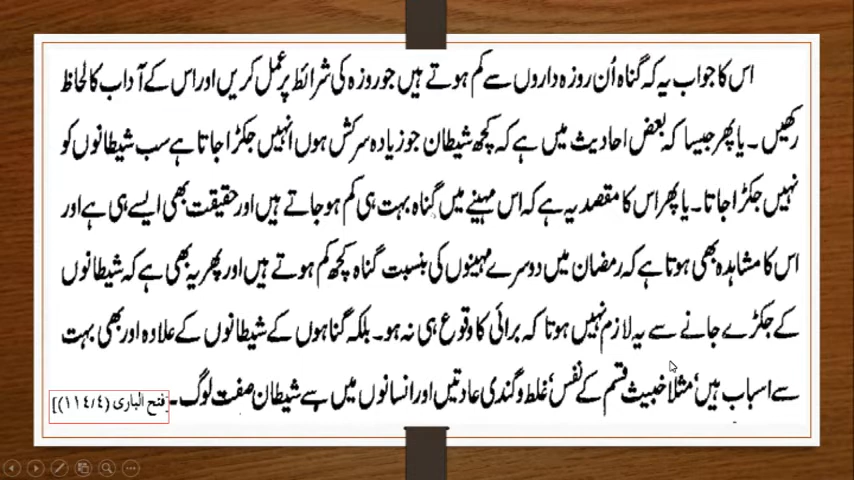 اس کا جواب یہ کہ گناہ اُن روزہ داروں سے کم ہوتے ہیں جو روزہ کی شرائط پر عمل کریں اور اس کے آداب کا لحاظ
رکھیں۔ یا پھر جیسا کہ بعض احادیث میں ہے کہ کچھ شیطان جو زیادہ سرکش ہوں انہیں جکڑا جاتا ہے سب شیطانوں کو
نہیں جکڑا جاتا۔ یا پھر اس کا مقصد یہ ہے کہ اس مہینے میں گناہ بہت ہی کم ہو جاتے ہیں اور حقیقت بھی ایسے ہی ہے اور
اس کا مشاہدہ بھی ہوتا ہے کہ رمضان میں دوسرے مہینوں کی بنسبت گناہ کچھ کم ہوتے ہیں اور پھر یہ بھی ہے کہ شیطانوں
کے جکڑے جانے سے یہ لازم نہیں ہوتا کہ برائی کا وقوع ہی نہ ہو۔ بلکہ گناہوں کے شیطانوں کے علاوہ اور بھی بہت
سے اسباب ہیں٬ مثلاً خبیث قسم کے نفس٬ غلط و گندی عادتیں اور انسانوں میں سے شیطان صفت لوگ۔
[فتح الباری (١١٤/٤)]